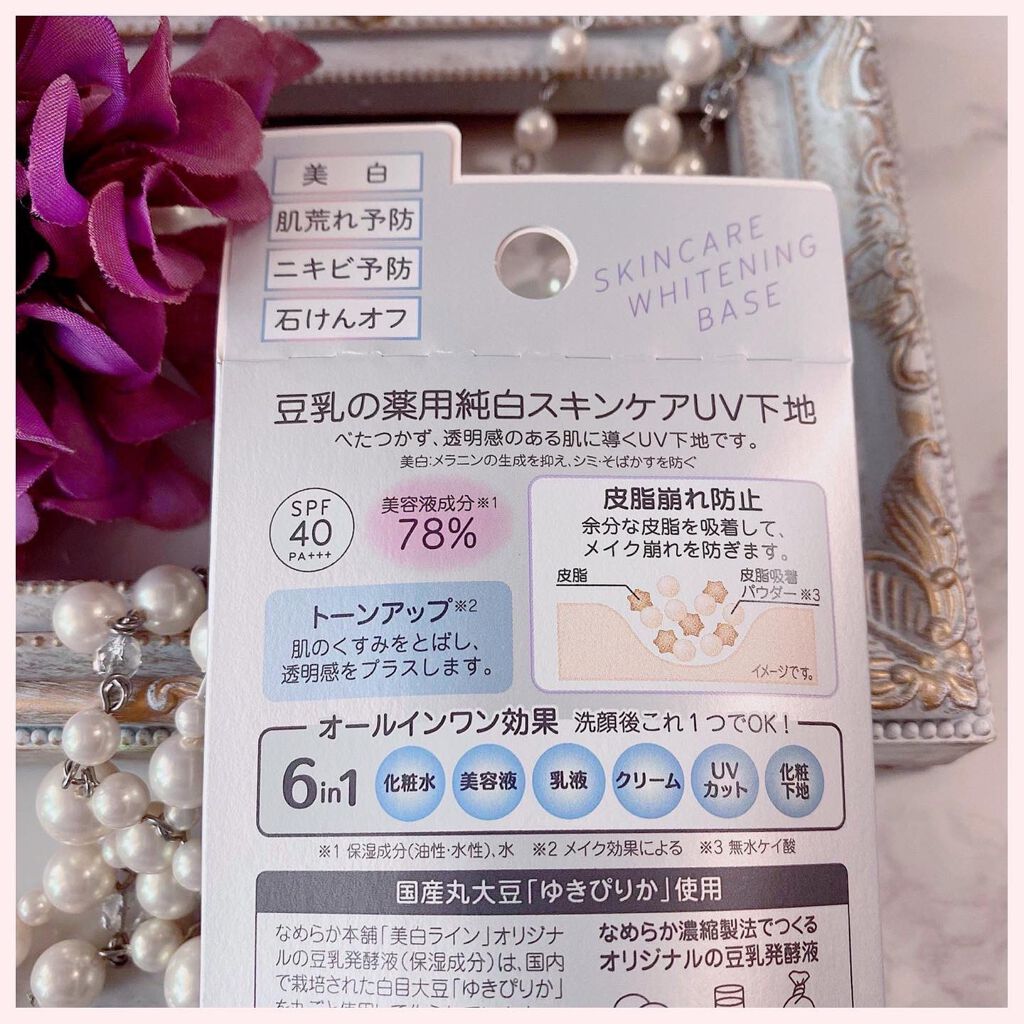 美白
肌荒れ予防
ニキビ予防
石けんオフ
SKINCARE
WHITENING
BASE
豆乳の薬用純白スキンケアUV下地
べたつかず、透明感のある肌に導くUV下地です。
美白:メラニンの生成を抑え、シミ・そばかすを防ぐ
SPF
40
PA+++
美容液成分※1
78%
皮脂崩れ防止
余分な皮脂を吸着して、
メイク崩れを防ぎます。
皮脂
皮脂吸着
パウダー※3
イメージです。
トーンアップ※2
肌のくすみをとばし、
透明感をプラスします。
オールインワン効果 洗顔後これ1つでOK!
6in1
化粧水
美容液
乳液
クリーム
UV
カット
化粧
下地
※1 保湿成分(油性・水性)、水 ※2 メイク効果による ※3 無水ケイ酸
国産丸大豆「ゆきぴりか」使用
なめらか本舗「美白ライン」オリジナ
ルの豆乳発酵液(保湿成分)は、国内
で栽培された白目大豆「ゆきぴりか」
なめらか濃縮製法でつくる
オリジナルの豆乳発酵液